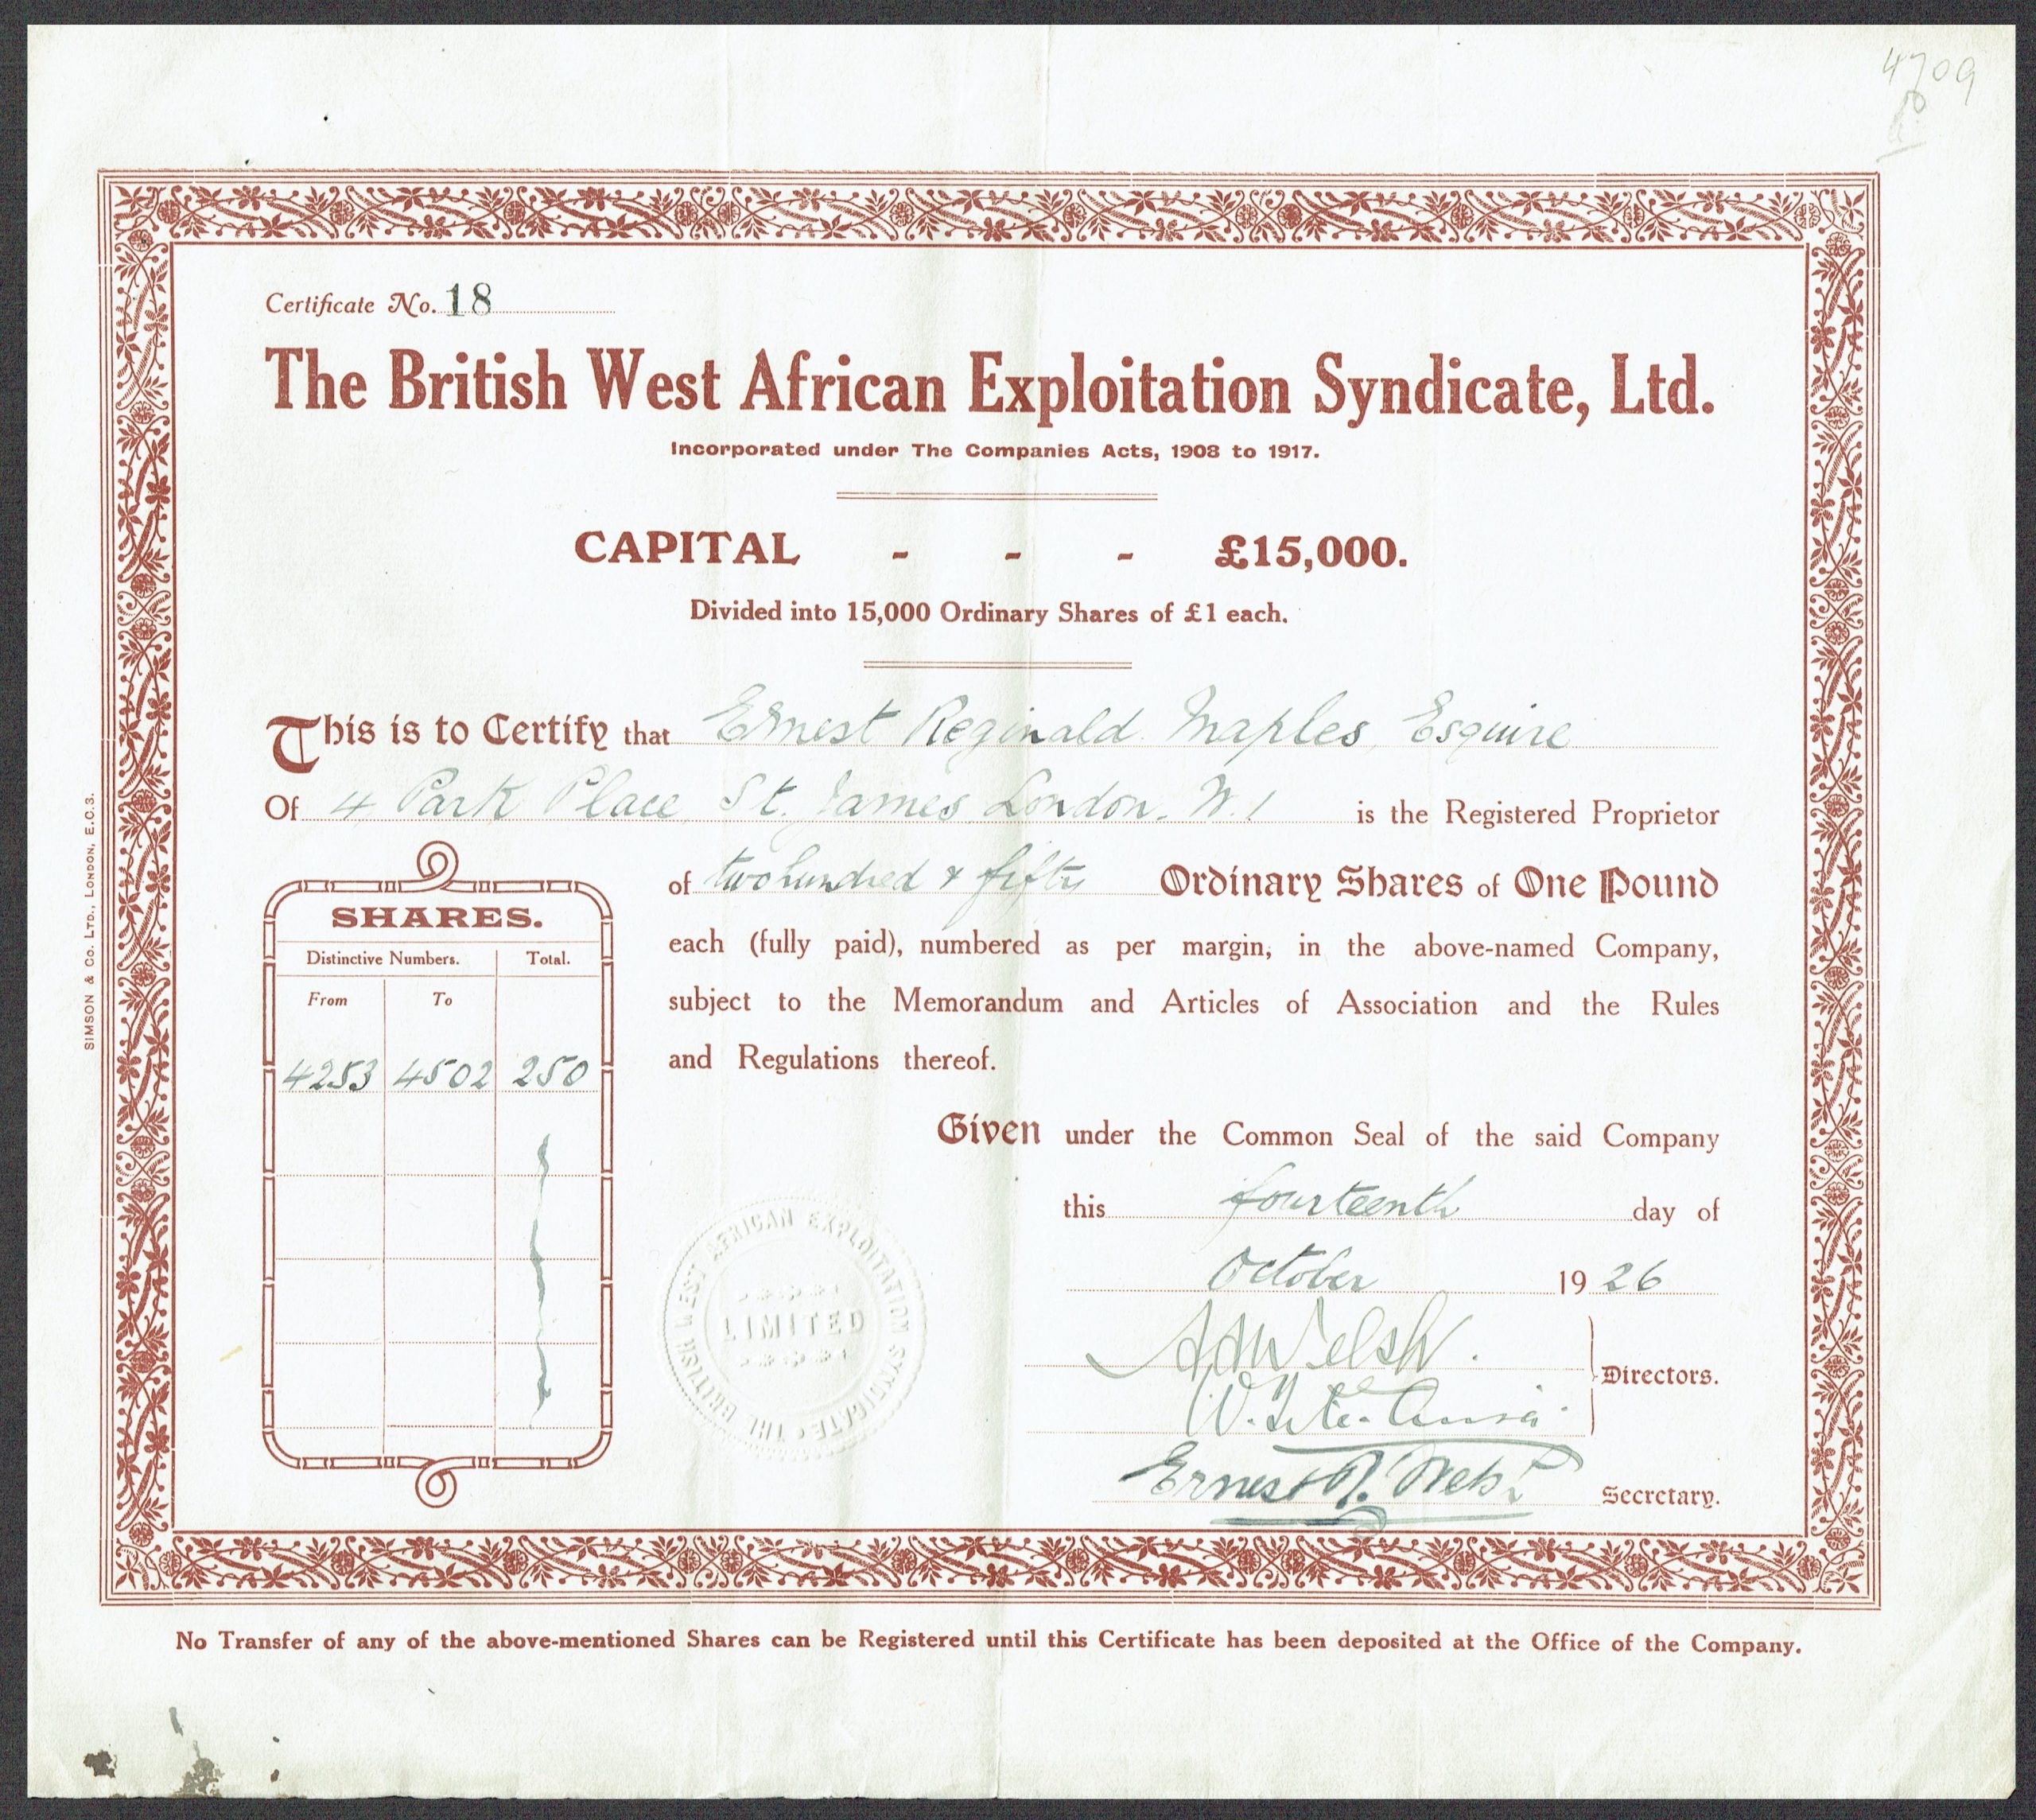 4709
Certificate No. 18
The British West African Exploitation Syndicate, Ltd.
Incorporated under The Companies Acts, 1908 to 1917.
CAPITAL - - - £15,000.
Divided into 15,000 Ordinary Shares of £1 each.
This is to Certify that Ernest Reginald Maples, Esquire
Of 4 Park Place St. James London. W.1 is the Registered Proprietor
of two hundred & fifty Ordinary Shares of One Pound
each (fully paid), numbered as per margin, in the above-named Company,
subject to the Memorandum and Articles of Association and the Rules
and Regulations thereof.
SHARES.
Distinctive Numbers. Total.
From To
4253 4502 250
Given under the Common Seal of the said Company
this fourteenth day of
October 1926
Welsh
Directors.
Ernest R.
Secretary.
THE BRITISH WEST AFRICAN EXPLOITATION SYNDICATE
LIMITED
No Transfer of any of the above-mentioned Shares can be Registered until this Certificate has been deposited at the Office of the Company.
SIMSON & Co. LTD., LONDON, E.C.3.